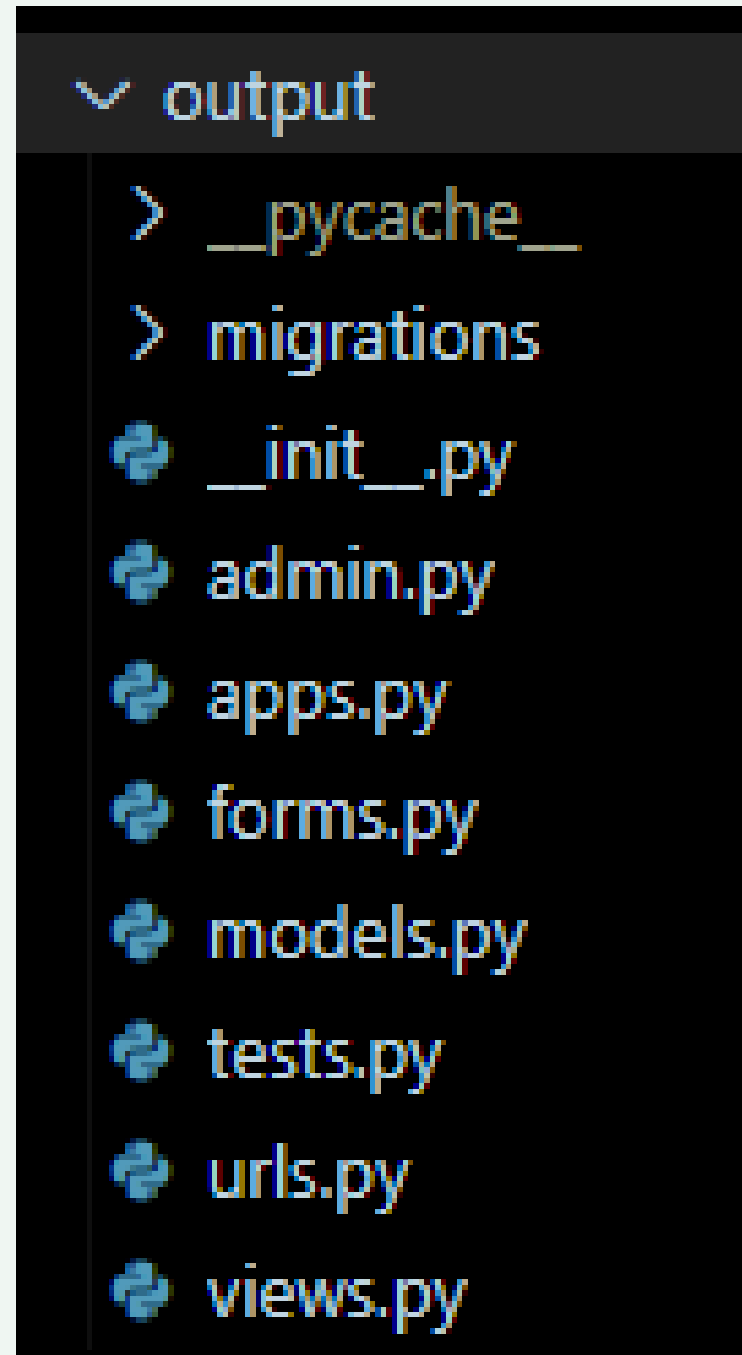 output
__pycache__
migrations
__init__.py
admin.py
apps.py
forms.py
models.py
tests.py
urls.py
views.py